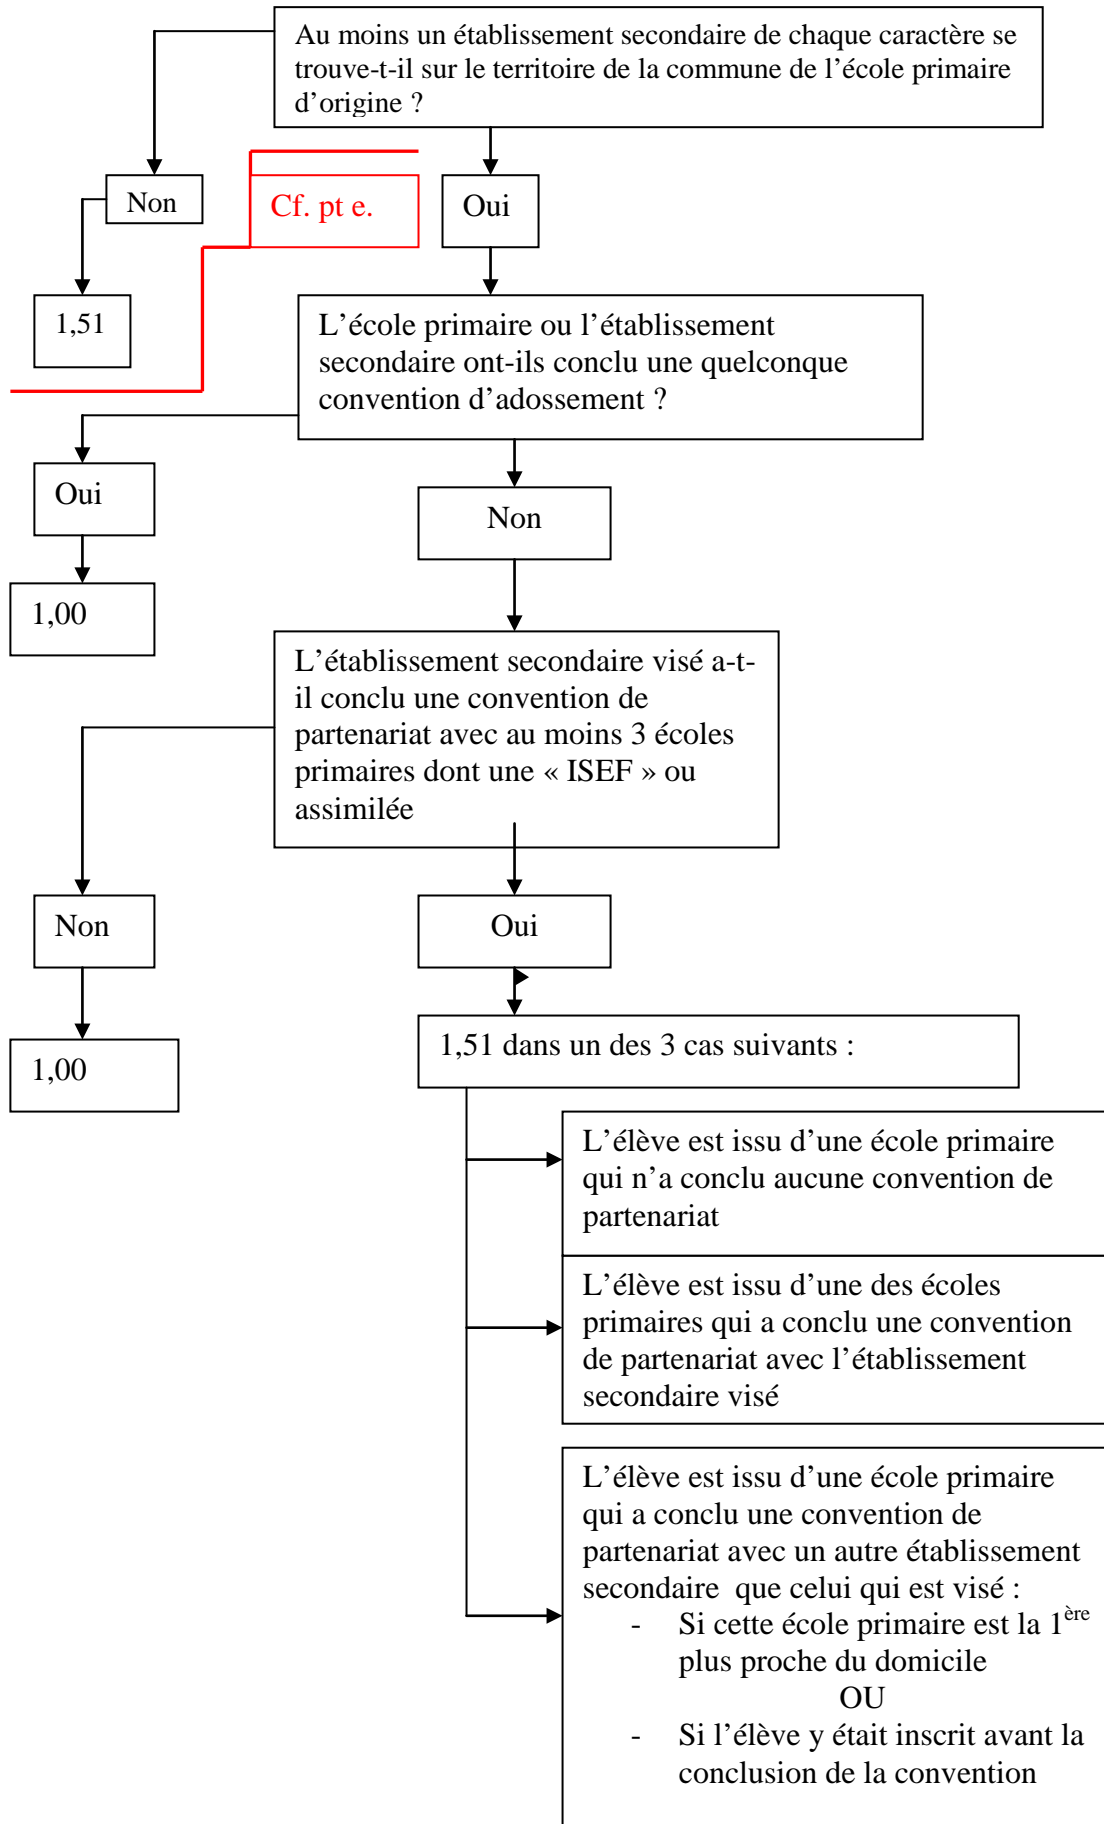 Au moins un établissement secondaire de chaque caractère se
trouve-t-il sur le territoire de la commune de l’école primaire
d’origine ?
Non
Cf. pt e.
Oui
1,51
L’école primaire ou l’établissement
secondaire ont-ils conclu une quelconque
convention d’adossement ?
Oui
Non
1,00
L’établissement secondaire visé a-t-
il conclu une convention de
partenariat avec au moins 3 écoles
primaires dont une « ISEF » ou
assimilée
Non
Oui
1,00
1,51 dans un des 3 cas suivants :
L’élève est issu d’une école primaire
qui n’a conclu aucune convention de
partenariat
L’élève est issu d’une des écoles
primaires qui a conclu une convention
de partenariat avec l’établissement
secondaire visé
L’élève est issu d’une école primaire
qui a conclu une convention de
partenariat avec un autre établissement
secondaire que celui qui est visé :
- Si cette école primaire est la 1ère
plus proche du domicile
OU
- Si l’élève y était inscrit avant la
conclusion de la convention